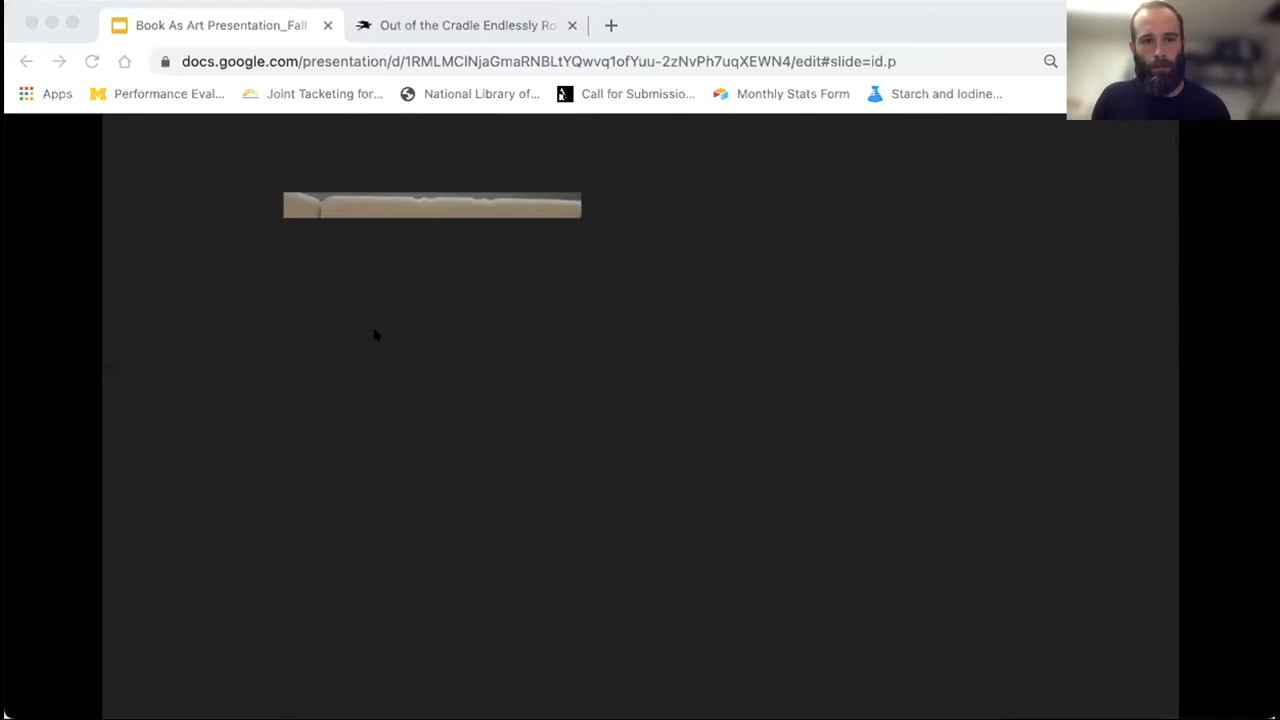 Book As Art Presentation_Fall
Out of the Cradle Endlessly Ro
docs.google.com/presentation/d/1RMLMClNjaGmaRNBLtYQwvq1ofYuu-2zNvPh7uqXEWN4/edit#slide=id.p
Apps Performance Eval... Joint Tacketing for... National Library of... Call for Submissio... Monthly Stats Form Starch and Iodine...